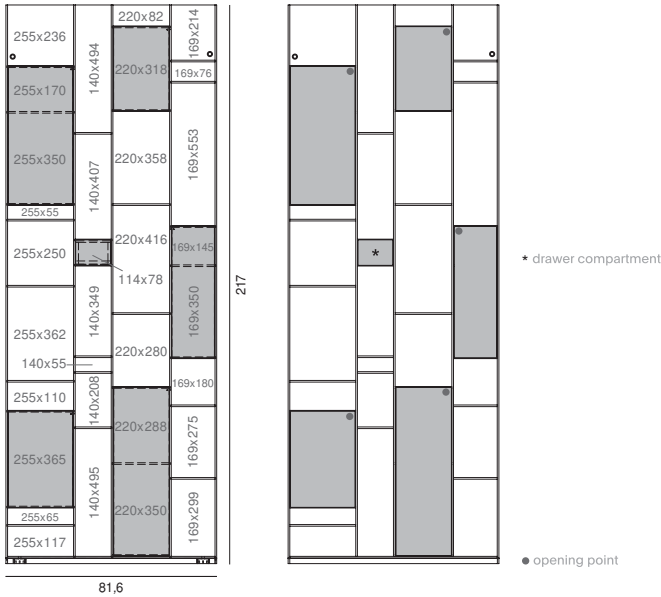 220x82
255x236
140x494
169x214
220x318
169x76
255x170
169x553
255x350
220x358
140x407
255x55
220x416
255x250
169x145
114x78
* drawer compartment
*
217
140x349
169x350
255x362
220x280
140x55
169x180
255x110
140x208
220x288
169x275
255x365
140x495
220x350
169x299
255x65
255x117
opening point
81,6